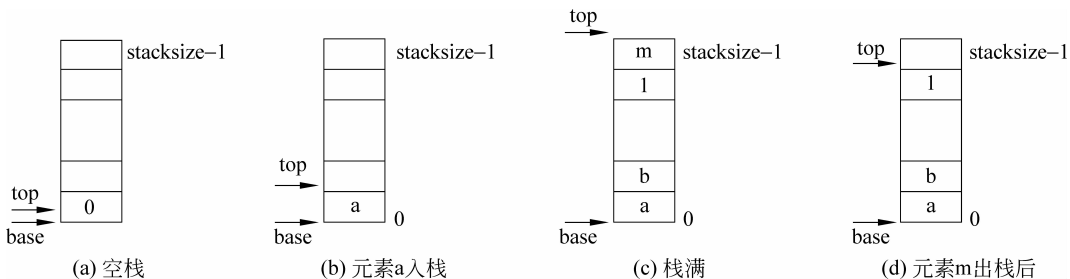 top
base
0
stacksize–1
(a) 空栈
top
base
a
0
stacksize–1
(b) 元素a入栈
top
base
m
l
b
a
0
stacksize–1
(c) 栈满
top
base
l
b
a
0
stacksize–1
(d) 元素m出栈后